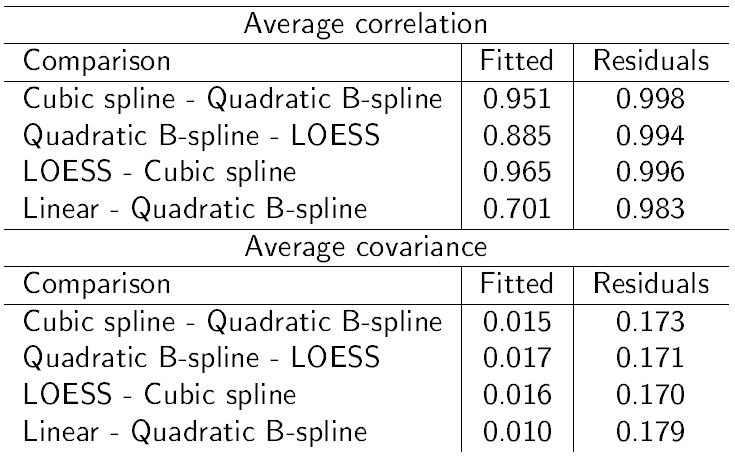 Average correlation
Comparison Fitted Residuals
Cubic spline - Quadratic B-spline 0.951 0.998
Quadratic B-spline - LOESS 0.885 0.994
LOESS - Cubic spline 0.965 0.996
Linear - Quadratic B-spline 0.701 0.983
Average covariance
Comparison Fitted Residuals
Cubic spline - Quadratic B-spline 0.015 0.173
Quadratic B-spline - LOESS 0.017 0.171
LOESS - Cubic spline 0.016 0.170
Linear - Quadratic B-spline 0.010 0.179